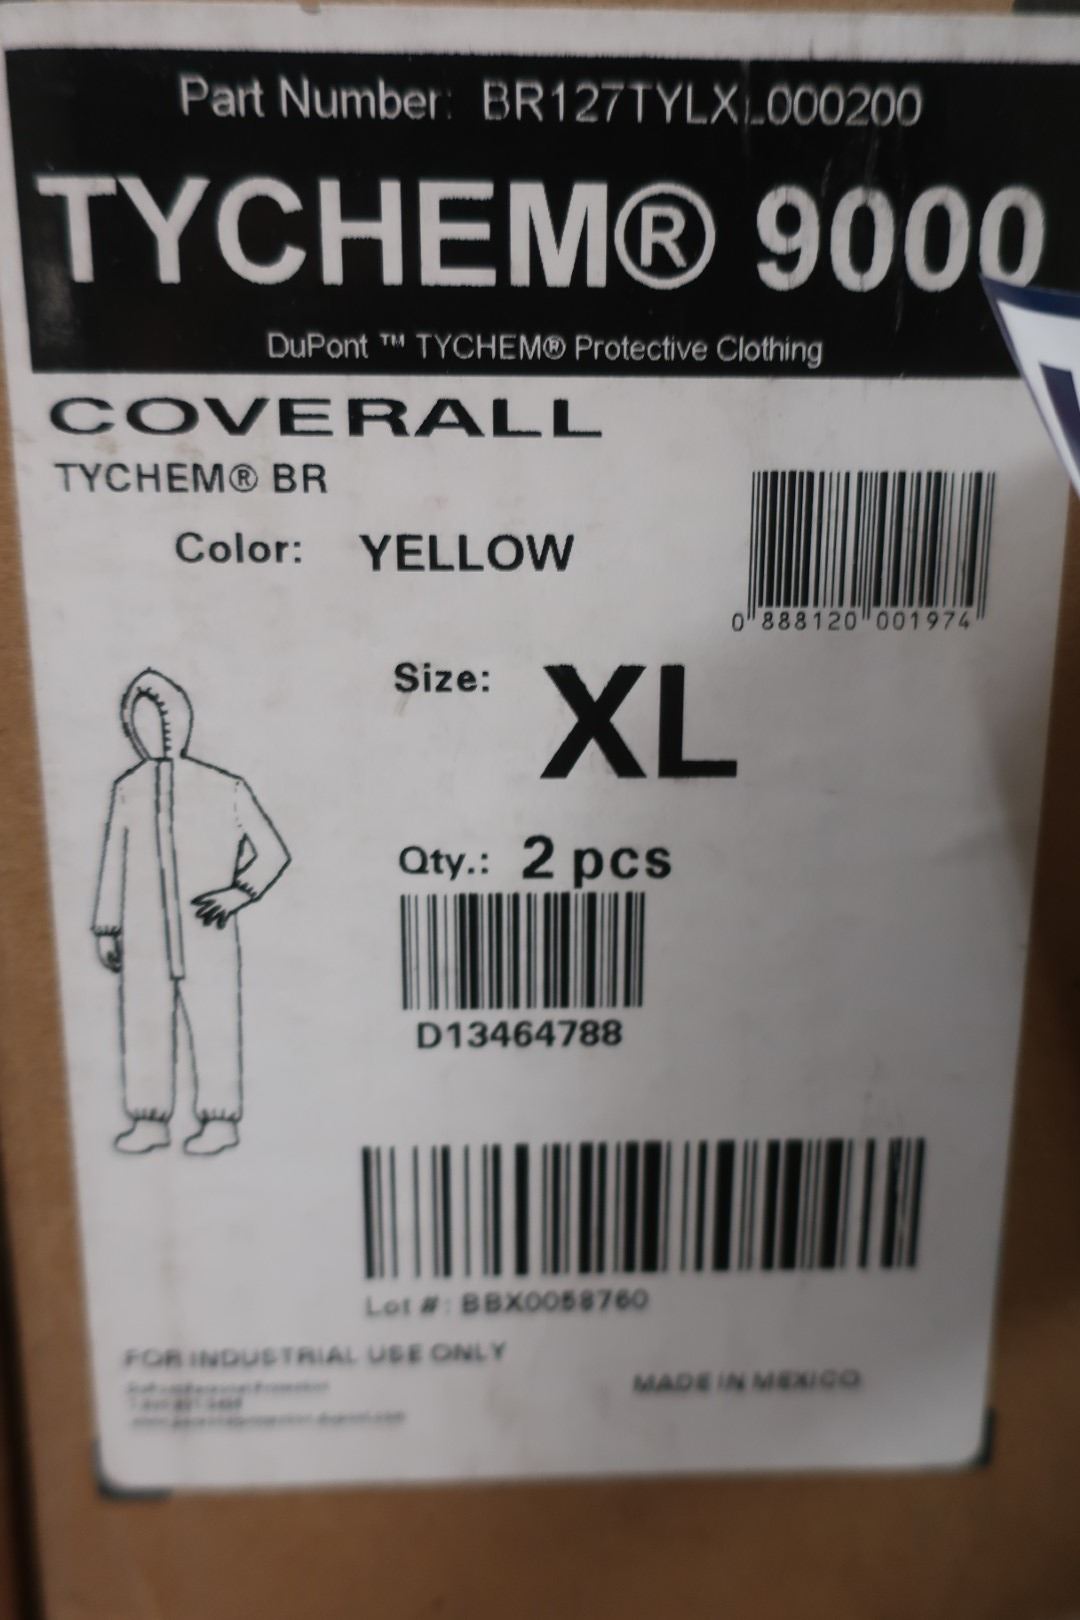 Part Number: BR127TYLXL000200
TYCHEM® 9000
DuPont ™ TYCHEM® Protective Clothing
COVERALL
TYCHEM® BR
Color: YELLOW
0 888120 001974
Size: XL
Qty.: 2 pcs
D13464788
Lot #: BBX0058760
FOR INDUSTRIAL USE ONLY
MADE IN MEXICO